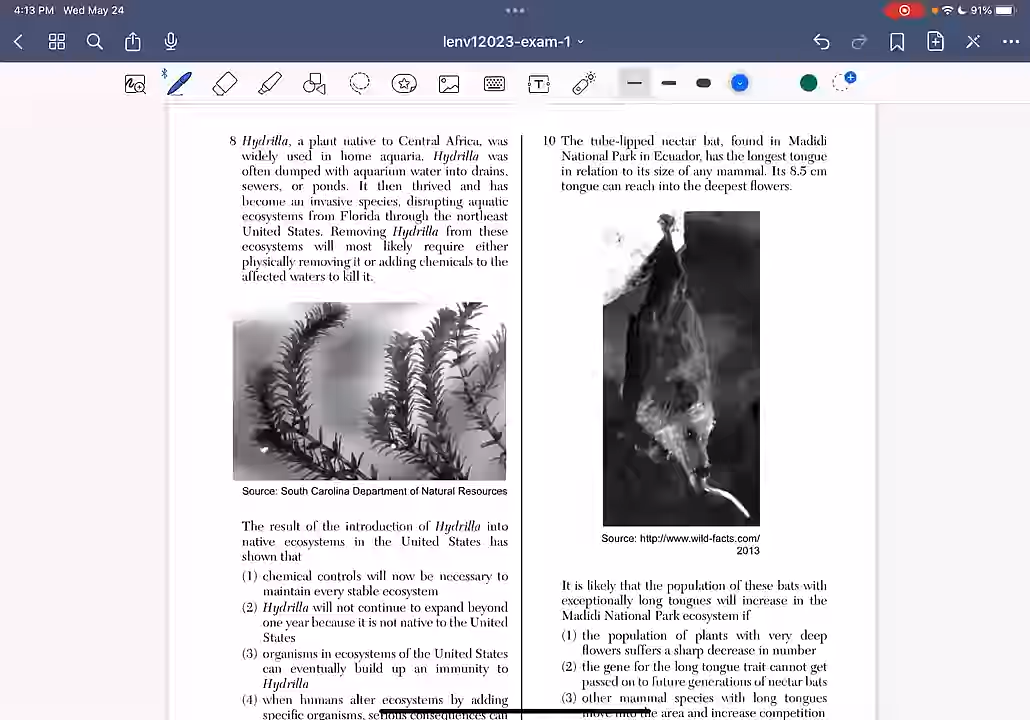 4:13 PM Wed May 24
91%
lenv12023-exam-1
8 Hydrilla, a plant native to Central Africa, was
widely used in home aquaria. Hydrilla was
often dumped with aquarium water into drains,
sewers, or ponds. It then thrived and has
become an invasive species, disrupting aquatic
ecosystems from Florida through the northeast
United States. Removing Hydrilla from these
ecosystems will most likely require either
physically removing it or adding chemicals to the
affected waters to kill it.
Source: South Carolina Department of Natural Resources
The result of the introduction of Hydrilla into
native ecosystems in the United States has
shown that
(1) chemical controls will now be necessary to
maintain every stable ecosystem
(2) Hydrilla will not continue to expand beyond
one year because it is not native to the United
States
(3) organisms in ecosystems of the United States
can eventually build up an immunity to
Hydrilla
(4) when humans alter ecosystems by adding
specific organisms, serious consequences can
10 The tube-lipped nectar bat, found in Madidi
National Park in Ecuador, has the longest tongue
in relation to its size of any mammal. Its 8.5 cm
tongue can reach into the deepest flowers.
Source: http://www.wild-facts.com/
2013
It is likely that the population of these bats with
exceptionally long tongues will increase in the
Madidi National Park ecosystem if
(1) the population of plants with very deep
flowers suffers a sharp decrease in number
(2) the gene for the long tongue trait cannot get
passed on to future generations of nectar bats
(3) other mammal species with long tongues
move into the area and increase competition